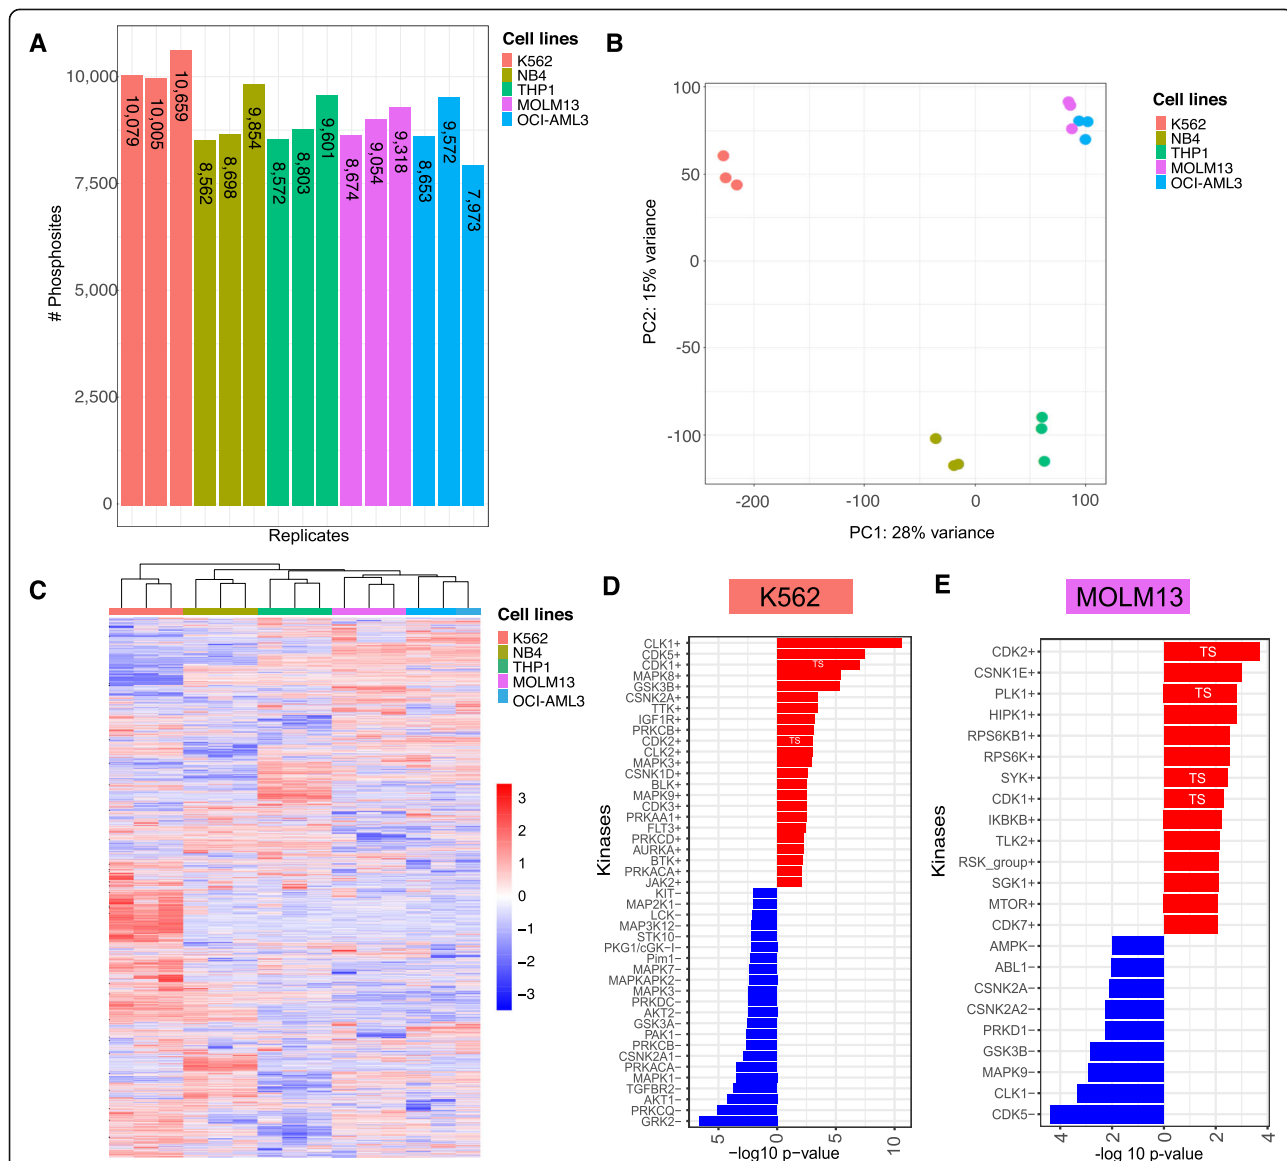 A
10,000
7,500
5,000
2,500
0
# Phosphosites
10,079
10,005
10,659
8,562
8,698
9,854
8,572
8,803
9,601
8,674
9,054
9,318
8,653
9,572
7,973
Replicates
Cell lines
K562
NB4
THP1
MOLM13
OCI-AML3
B
100
50
0
-50
-100
PC2: 15% variance
-200
-100
0
100
PC1: 28% variance
Cell lines
K562
NB4
THP1
MOLM13
OCI-AML3
C
Cell lines
K562
NB4
THP1
MOLM13
OCI-AML3
3
2
1
0
−1
−2
−3
D
K562
Kinases
CLK1+
CDK5+
CDK1+
TS
MAPK8+
GSK3B+
CSNK2A+
TTK+
IGF1R+
PRKCB+
CDK2+
TS
CLK2+
MAPK3+
CSNK1D+
BLK+
MAPK9+
CDK3+
PRKAA1+
FLT3+
PRKCD+
AURKA+
BTK+
PRKACA+
JAK2+
KIT−
MAP2K1−
LCK−
MAP3K12−
STK10−
PKG1/cGK−I−
Pim1−
MAPK7−
MAPKAPK2−
MAPK3−
PRKDC−
AKT2−
GSK3A−
PAK1−
PRKCB−
CSNK2A1−
PRKACA−
MAPK1−
TGFBR2−
AKT1−
PRKCQ−
GRK2−
5
0
5
10
−log10 p−value
E
MOLM13
Kinases
CDK2+
TS
CSNK1E+
PLK1+
TS
HIPK1+
RPS6KB1+
RPS6K+
SYK+
TS
CDK1+
TS
IKBKB+
TLK2+
RSK_group+
SGK1+
MTOR+
CDK7+
AMPK−
ABL1−
CSNK2A−
CSNK2A2−
PRKD1−
GSK3B−
MAPK9−
CLK1−
CDK5−
4
2
0
2
4
-log 10 p-value